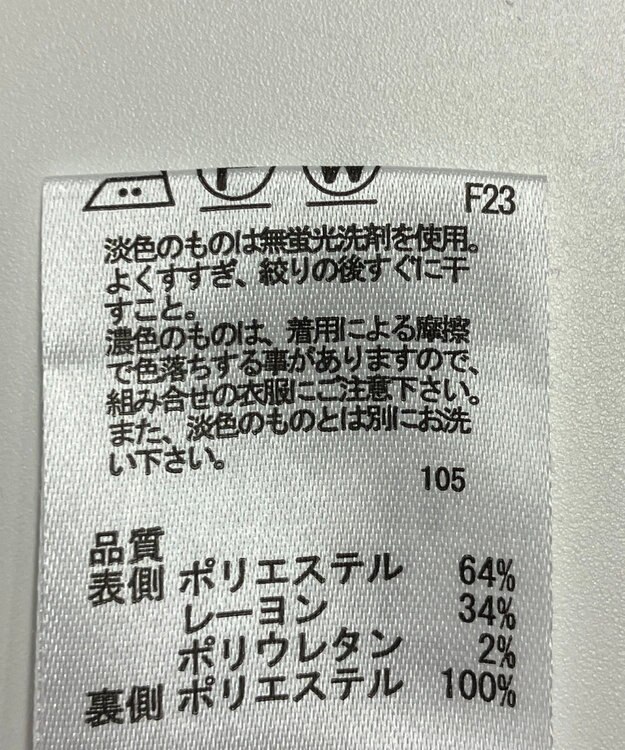 P W
F23
淡色のものは無蛍光洗剤を使用。
よくすすぎ、絞りの後すぐに干
すこと。
濃色のものは、着用による摩擦
で色落ちする事がありますので、
組み合せの衣服にご注意下さい。
また、淡色のものとは別にお洗
い下さい。
105
品質
表側 ポリエステル 64%
レーヨン 34%
ポリウレタン 2%
裏側 ポリエステル 100%